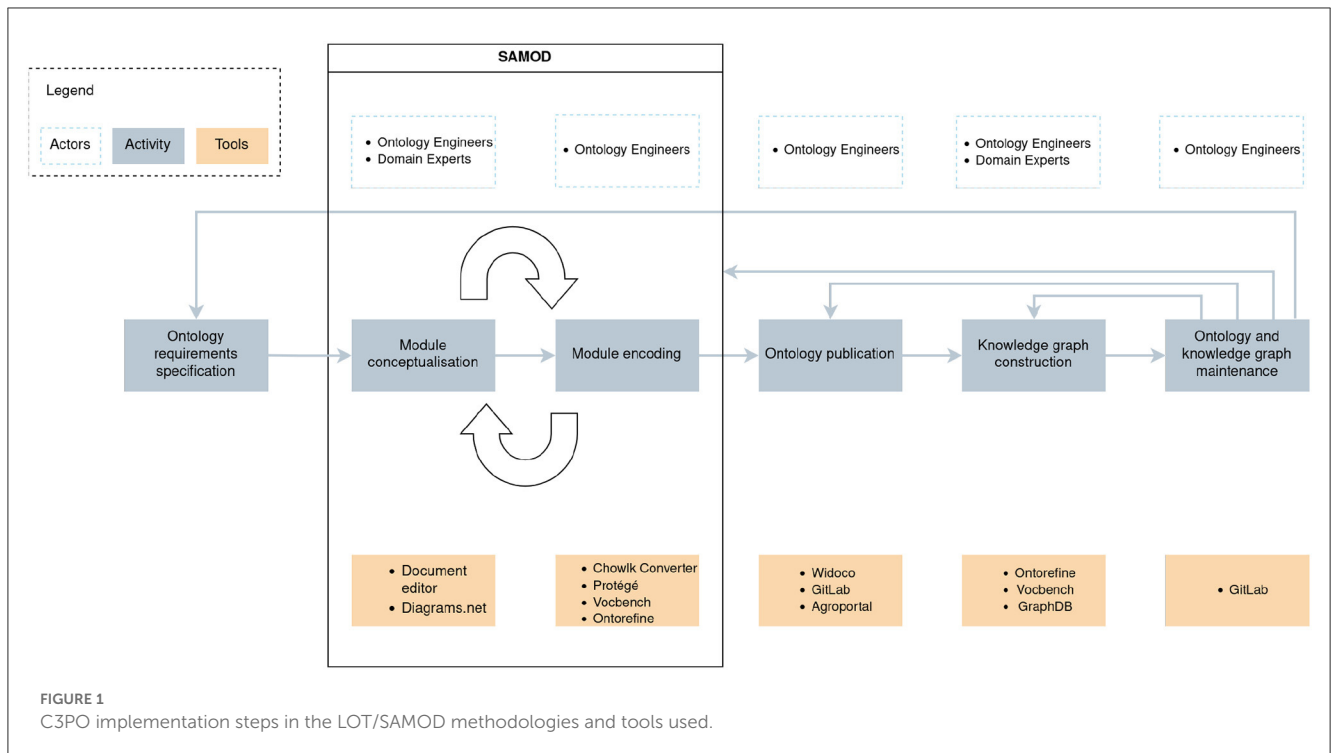 SAMOD
Legend
Actors
Activity
Tools
• Ontology Engineers
• Domain Experts
• Ontology Engineers
• Ontology Engineers
• Ontology Engineers
• Domain Experts
• Ontology Engineers
Ontology
requirements
specification
Module
conceptualisation
Module encoding
Ontology publication
Knowledge graph
construction
Ontology and
knowledge graph
maintenance
• Document
editor
• Diagrams.net
• Chowlk Converter
• Protégé
• Vocbench
• Ontorefine
• Widoco
• GitLab
• Agroportal
• Ontorefine
• Vocbench
• GraphDB
• GitLab
FIGURE 1
C3PO implementation steps in the LOT/SAMOD methodologies and tools used.